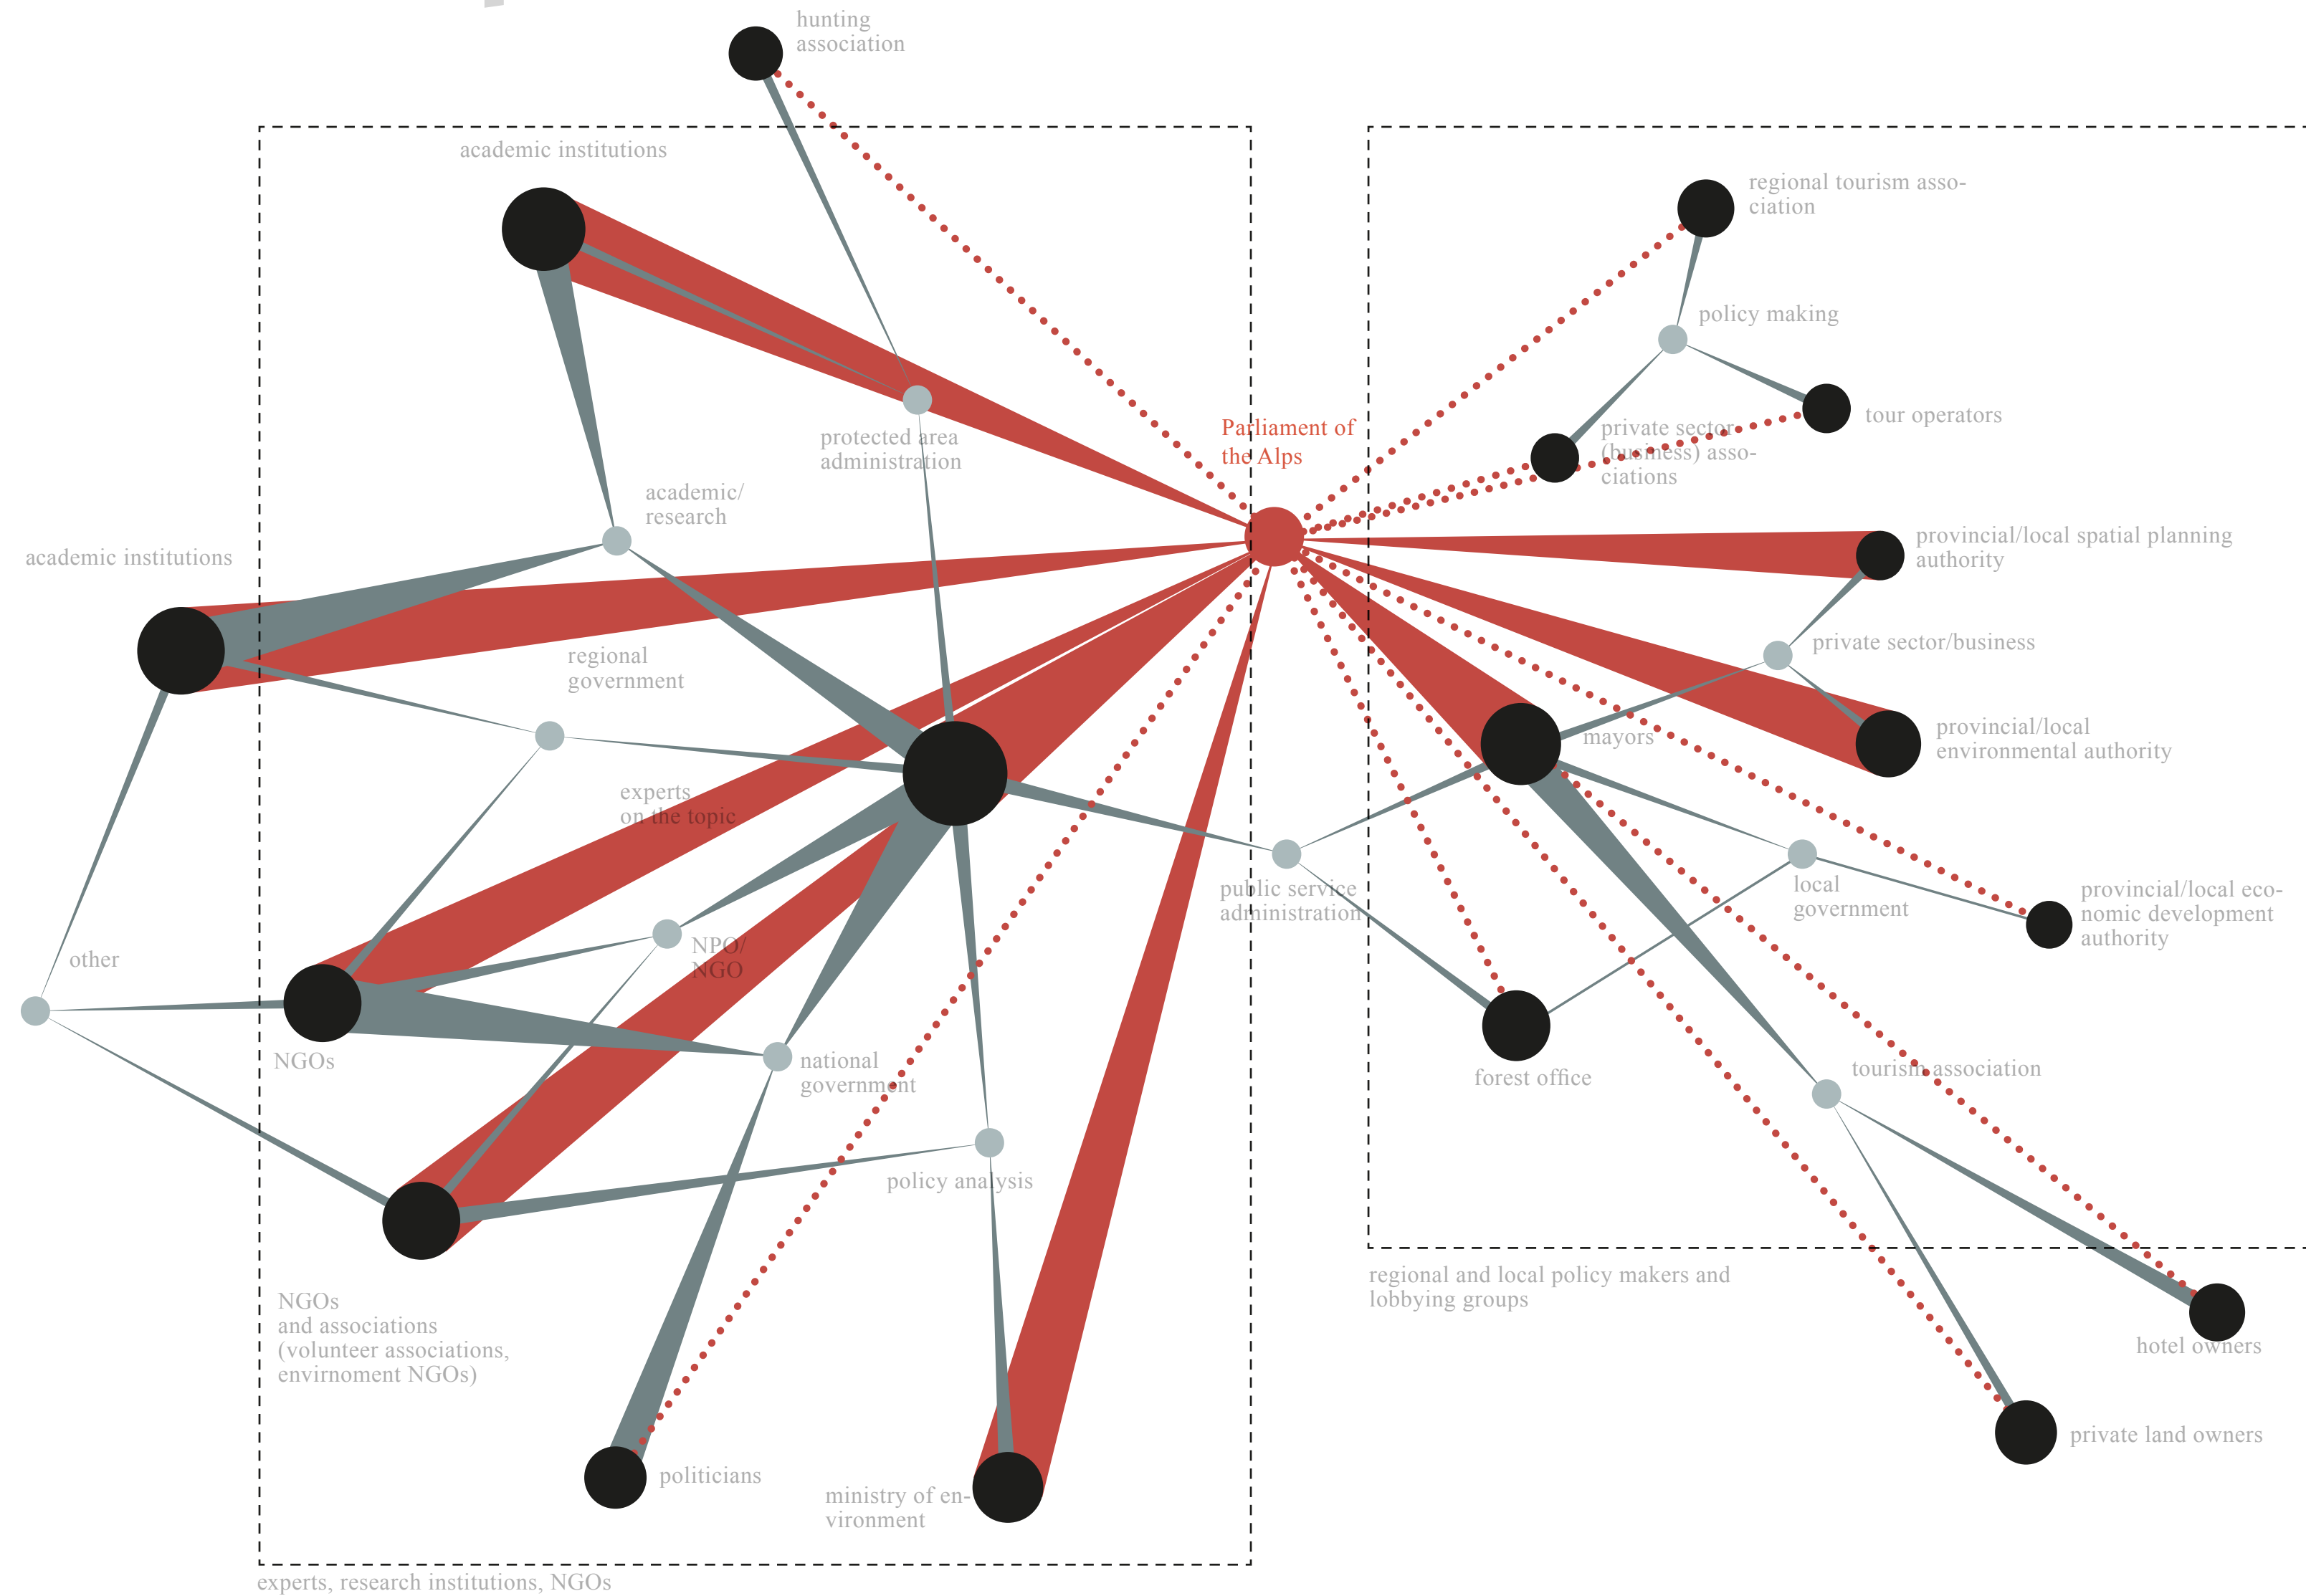 hunting
association
academic institutions
regional tourism asso-
ciation
policy making
tour operators
private sector
(business) asso-
ciations
Parliament of
the Alps
protected area
administration
academic/
research
academic institutions
provincial/local spatial planning
authority
private sector/business
regional
government
mayors
provincial/local
environmental authority
experts
on the topic
public service
administration
local
government
provincial/local eco-
nomic development
authority
other
NPO/
NGO
NGOs
national
government
forest office
tourism association
policy analysis
regional and local policy makers and
lobbying groups
NGOs
and associations
(volunteer associations,
envirnoment NGOs)
hotel owners
private land owners
politicians
ministry of en-
vironment
experts, research institutions, NGOs